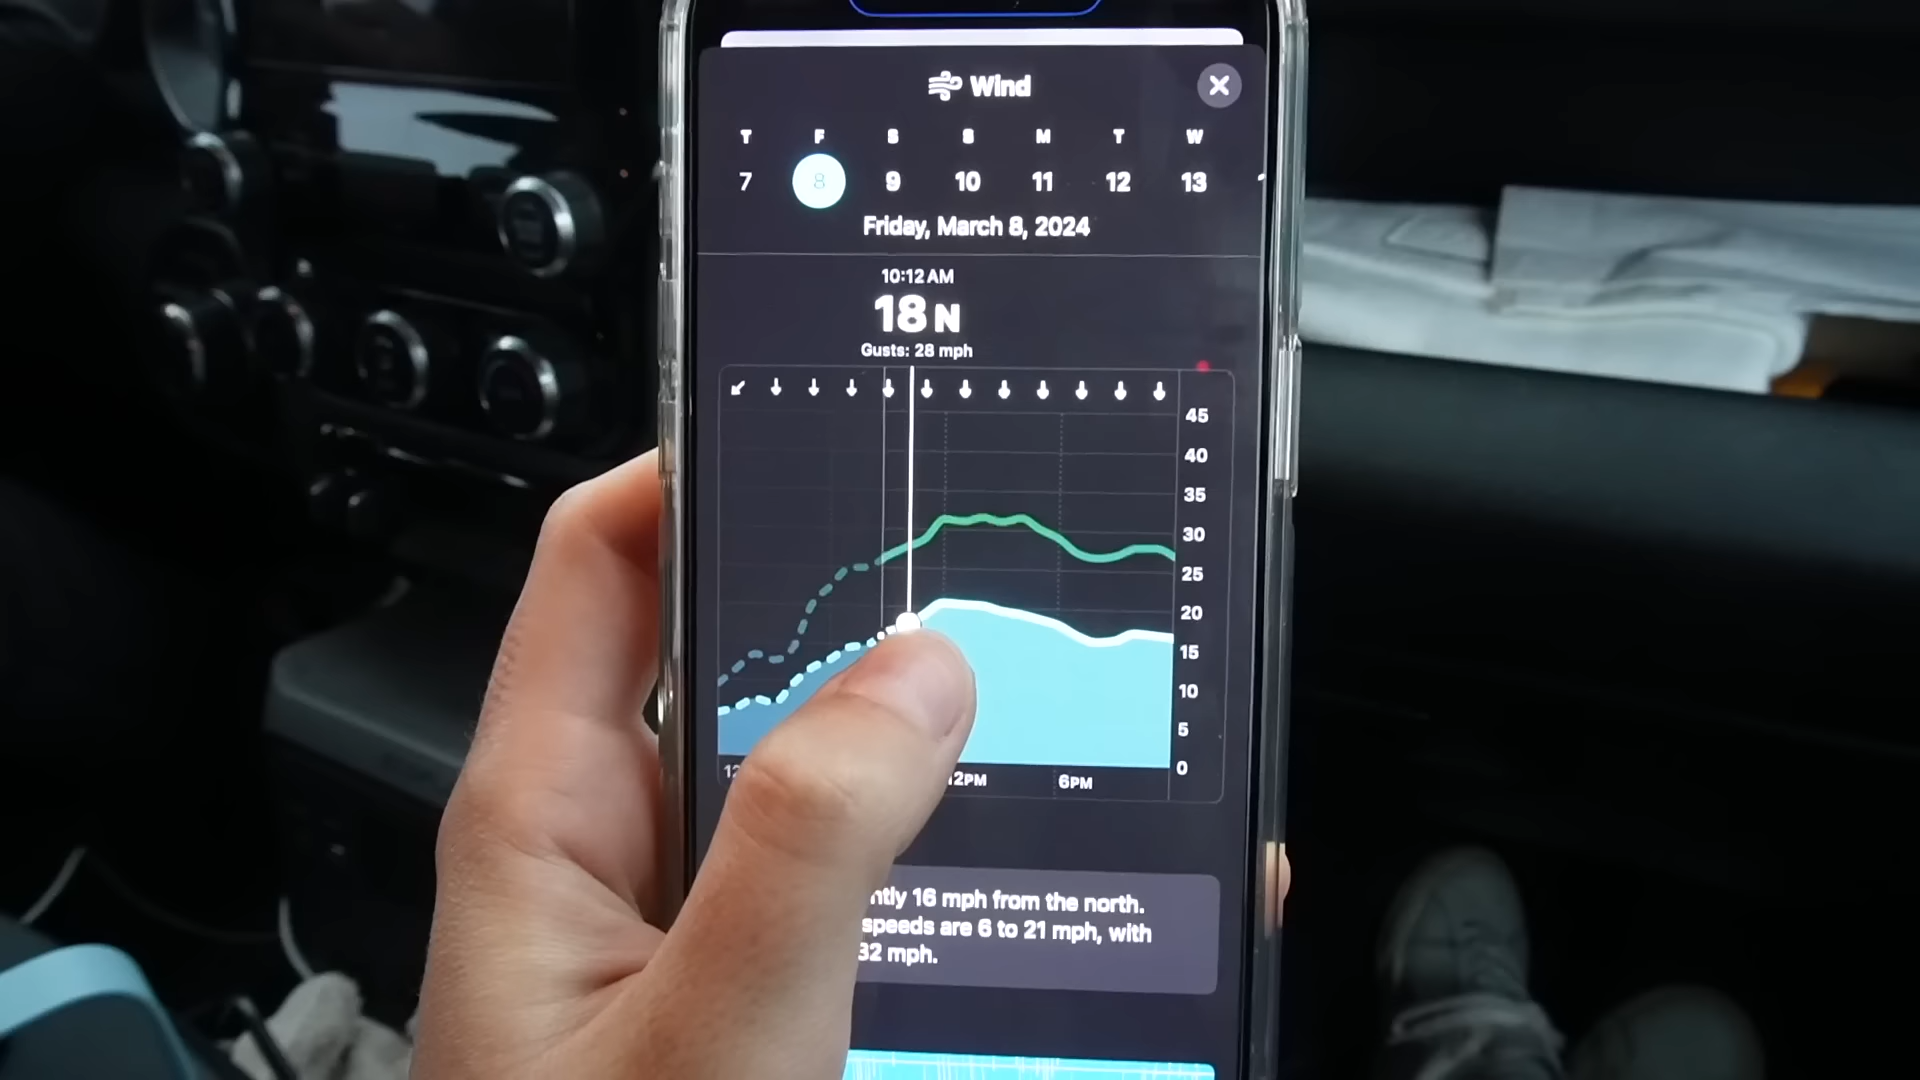 Wind
T F S S M T W
7 8 9 10 11 12 13
Friday, March 8, 2024
10:12 AM
18 N
Gusts: 28 mph
45
40
35
30
25
20
15
10
5
0
12PM 6PM
16 mph from the north.
speeds are 6 to 21 mph, with
32 mph.